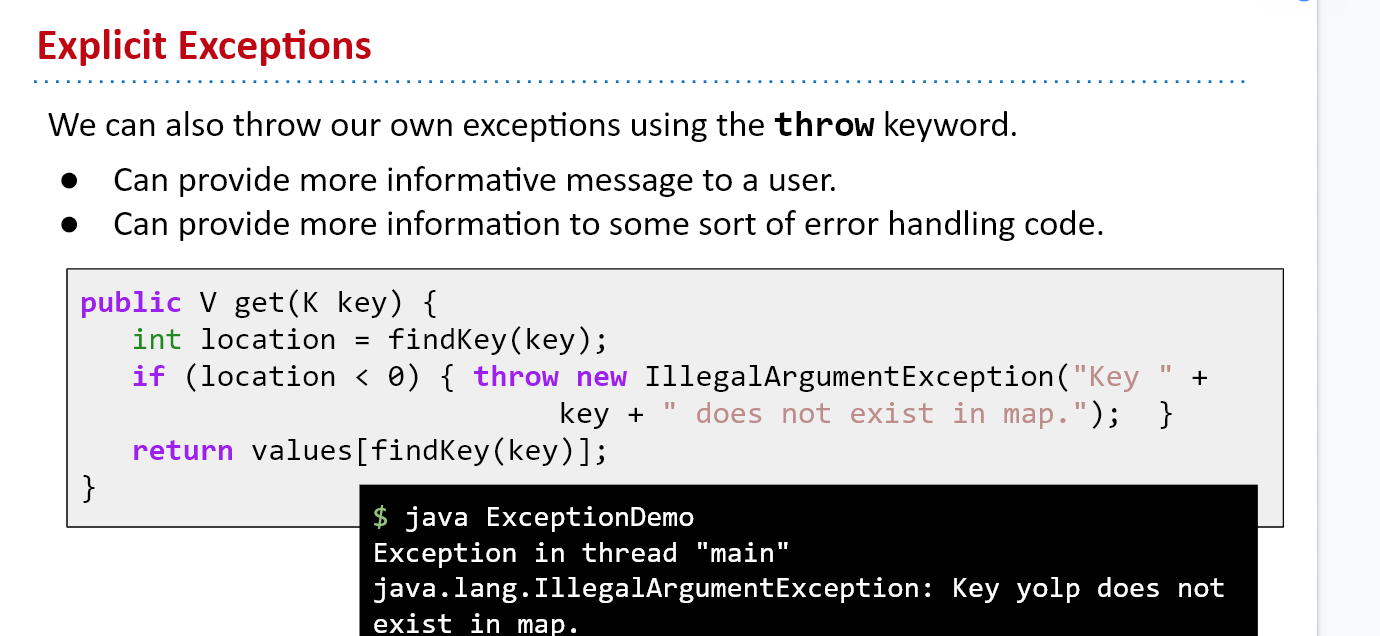 Explicit Exceptions
We can also throw our own exceptions using the throw keyword.
● Can provide more informative message to a user.
● Can provide more information to some sort of error handling code.
public V get(K key) {
   int location = findKey(key);
   if (location < 0) { throw new IllegalArgumentException("Key " +
                            key + " does not exist in map.");  }
   return values[findKey(key)];
}
$ java ExceptionDemo
Exception in thread "main"
java.lang.IllegalArgumentException: Key yolp does not
exist in map.